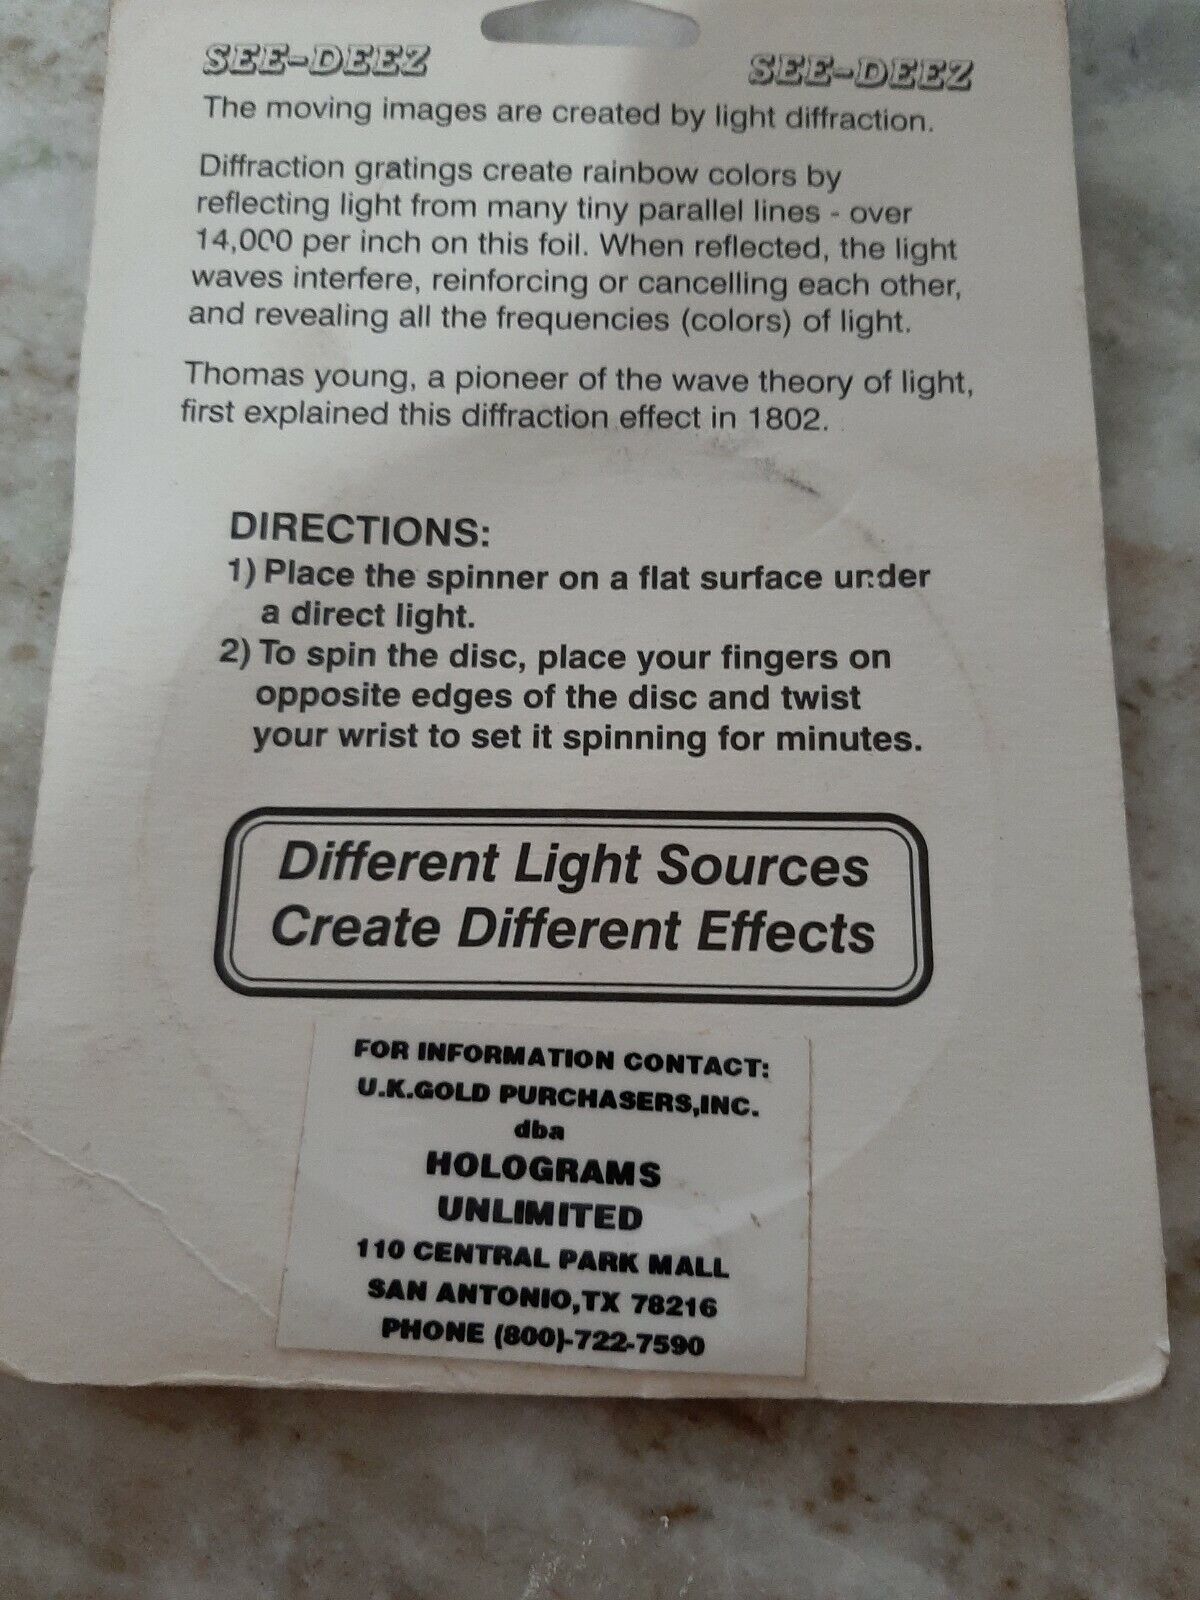 SEE-DEEZ SEE-DEEZ
The moving images are created by light diffraction.
Diffraction gratings create rainbow colors by
reflecting light from many tiny parallel lines - over
14,000 per inch on this foil. When reflected, the light
waves interfere, reinforcing or cancelling each other,
and revealing all the frequencies (colors) of light.
Thomas young, a pioneer of the wave theory of light,
first explained this diffraction effect in 1802.
DIRECTIONS:
1) Place the spinner on a flat surface under
a direct light.
2) To spin the disc, place your fingers on
opposite edges of the disc and twist
your wrist to set it spinning for minutes.
Different Light Sources
Create Different Effects
FOR INFORMATION CONTACT:
U.K.GOLD PURCHASERS,INC.
dba
HOLOGRAMS
UNLIMITED
110 CENTRAL PARK MALL
SAN ANTONIO,TX 78216
PHONE (800)-722-7590